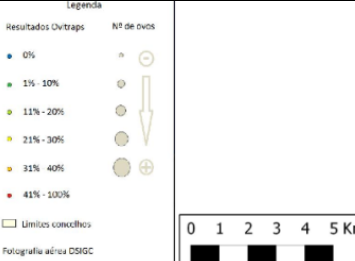 Legenda
Resultados Ovitraps Nº de ovos
0%
1% - 10%
11% - 20%
21% - 30%
31% 40%
41% - 100%
Limites concelhos
Fotografia aérea DSIGC
0 1 2 3 4 5 K